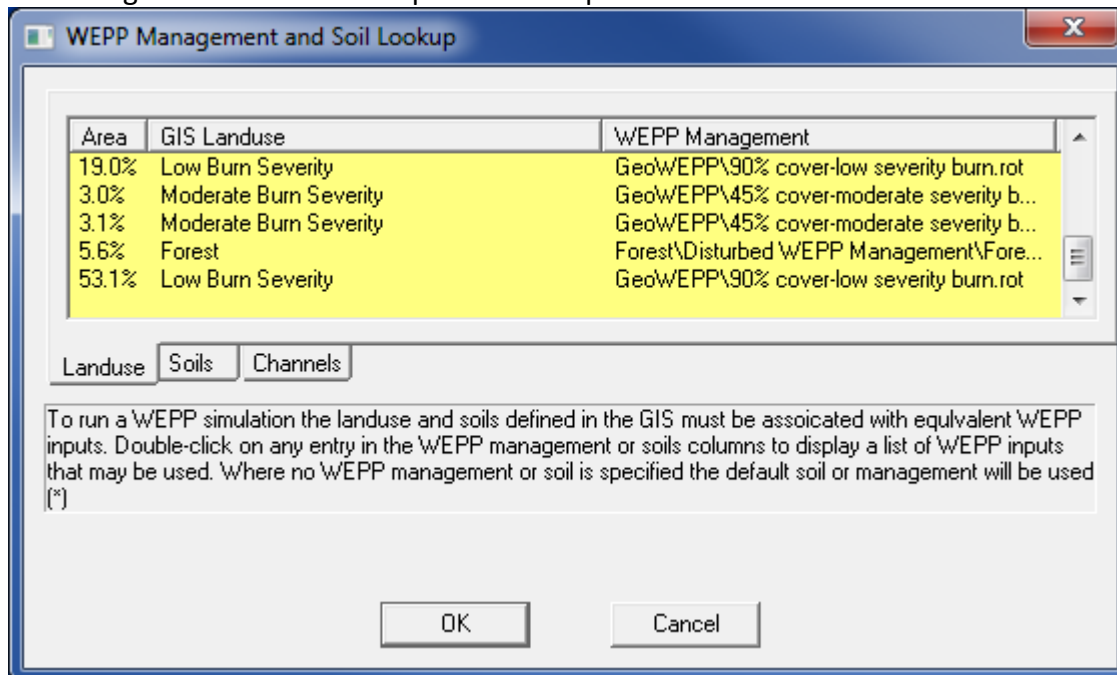 WEPP Management and Soil Lookup
Area GIS Landuse WEPP Management
19.0% Low Burn Severity GeoWEPP\90% cover-low severity burn.rot
3.0% Moderate Burn Severity GeoWEPP\45% cover-moderate severity b...
3.1% Moderate Burn Severity GeoWEPP\45% cover-moderate severity b...
5.6% Forest Forest\Disturbed WEPP Management\Fore...
53.1% Low Burn Severity GeoWEPP\90% cover-low severity burn.rot
Landuse Soils Channels
To run a WEPP simulation the landuse and soils defined in the GIS must be assoicated with equlvalent WEPP
inputs. Double-click on any entry in the WEPP management or soils columns to display a list of WEPP inputs
that may be used. Where no WEPP management or soil is specified the default soil or management will be used
(*)
OK Cancel